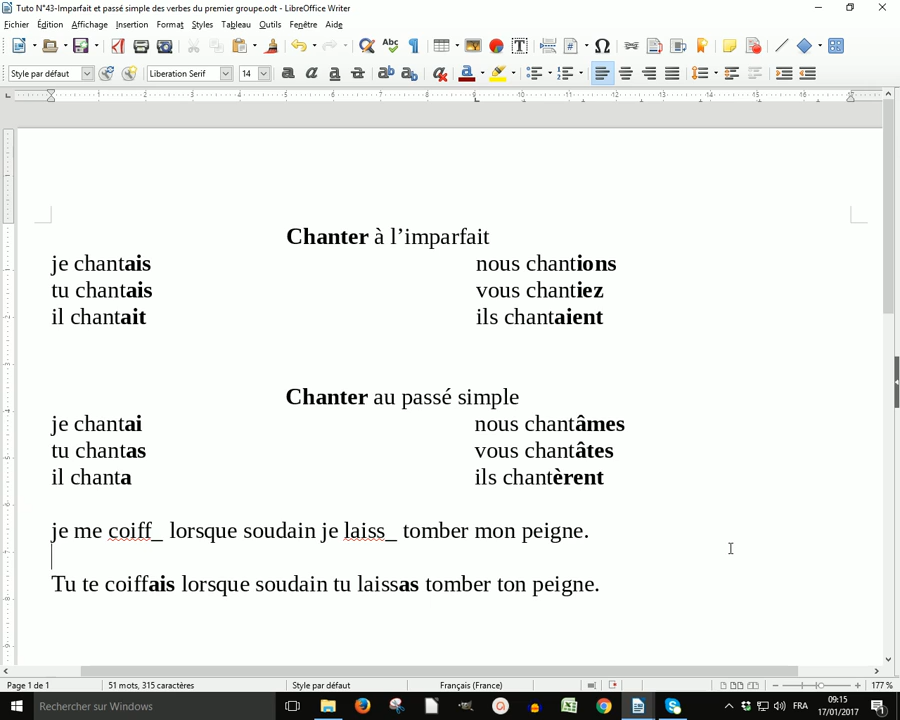 Tuto N°43-Imparfait et passé simple des verbes du premier groupe.odt - LibreOffice Writer
Fichier Édition Affichage Insertion Format Styles Tableau Outils Fenêtre Aide
Style par défaut Liberation Serif 14
Chanter à l’imparfait
je chantais nous chantions
tu chantais vous chantiez
il chantait ils chantaient
Chanter au passé simple
je chantai nous chantâmes
tu chantas vous chantâtes
il chanta ils chantèrent
je me coiff_ lorsque soudain je laiss_ tomber mon peigne.
Tu te coiffais lorsque soudain tu laissas tomber ton peigne.
Page 1 de 1 51 mots, 315 caractères Style par défaut Français (France) 177 %
Rechercher sur Windows FRA 09:15
17/01/2017